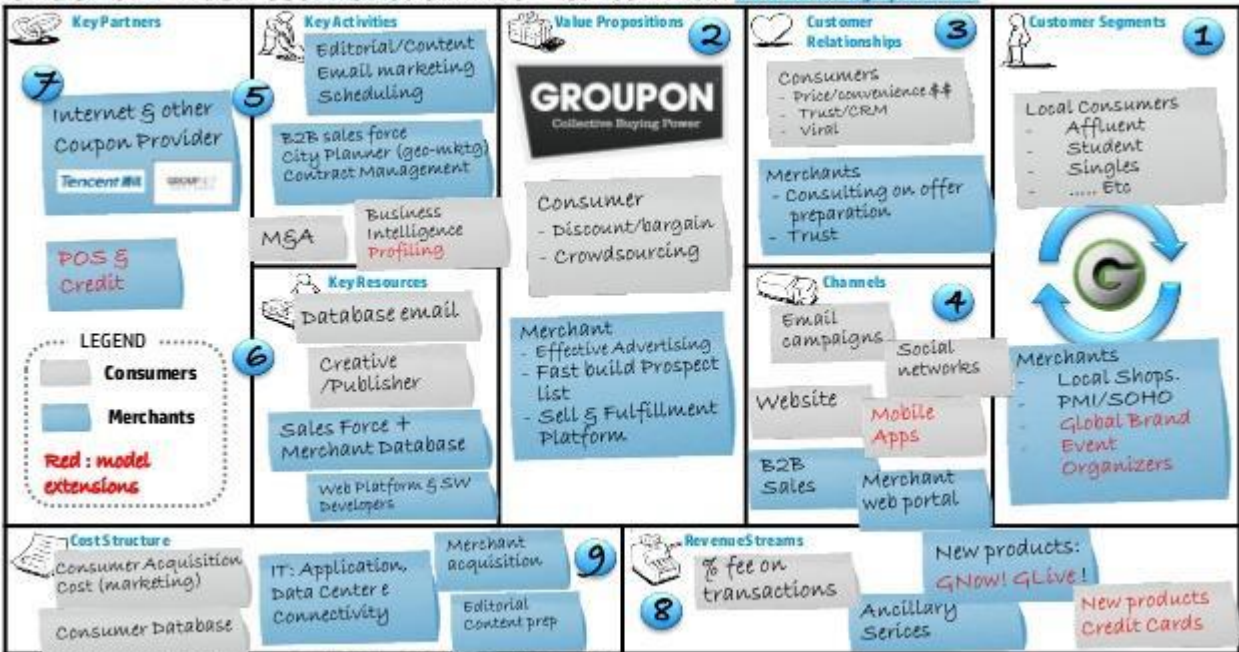 Key Partners
7
Internet & other
Coupon Provider
Tencent
POS &
Credit
LEGEND
Consumers
Merchants
Red : model
extensions
Key Activities
5
Editorial/Content
Email marketing
Scheduling
B2B sales force
City Planner (geo-mktg)
Contract Management
M&A
Business
Intelligence
Profiling
Key Resources
6
Database email
Creative
/Publisher
Sales Force +
Merchant Database
Web Platform & SW
Developers
Value Propositions
2
GROUPON
Collective Buying Power
Consumer
- Discount/bargain
- Crowdsourcing
Merchant
- Effective Advertising
- Fast build Prospect
list
- Sell & Fulfillment
Platform
Customer
Relationships
3
Consumers
- Price/convenience $$
- Trust/CRM
- Viral
Merchants
- Consulting on offer
preparation
- Trust
Channels
4
Email
campaigns
Social
networks
Website
Mobile
Apps
B2B
Sales
Merchant
web portal
Customer Segments
1
Local Consumers
- Affluent
- Student
- Singles
- ..... Etc
G
Merchants
- Local Shops.
- PMI/SOHO
- Global Brand
- Event
Organizers
Cost Structure
9
Consumer Acquisition
Cost (marketing)
Consumer Database
IT: Application,
Data Center e
Connectivity
Merchant
acquisition
Editorial
Content prep
RevenueStreams
8
% fee on
transactions
Ancillary
Serices
New products:
GNow! GLive!
New products
Credit Cards